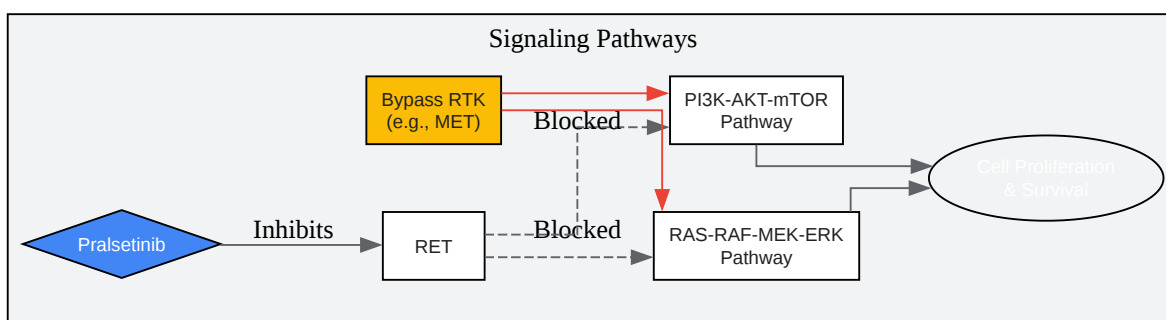 Signaling Pathways
Bypass RTK
(e.g., MET)
Blocked
PI3K-AKT-mTOR
Pathway
Cell Proliferation
& Survival
Pralsetinib
Inhibits
RET
Blocked
RAS-RAF-MEK-ERK
Pathway